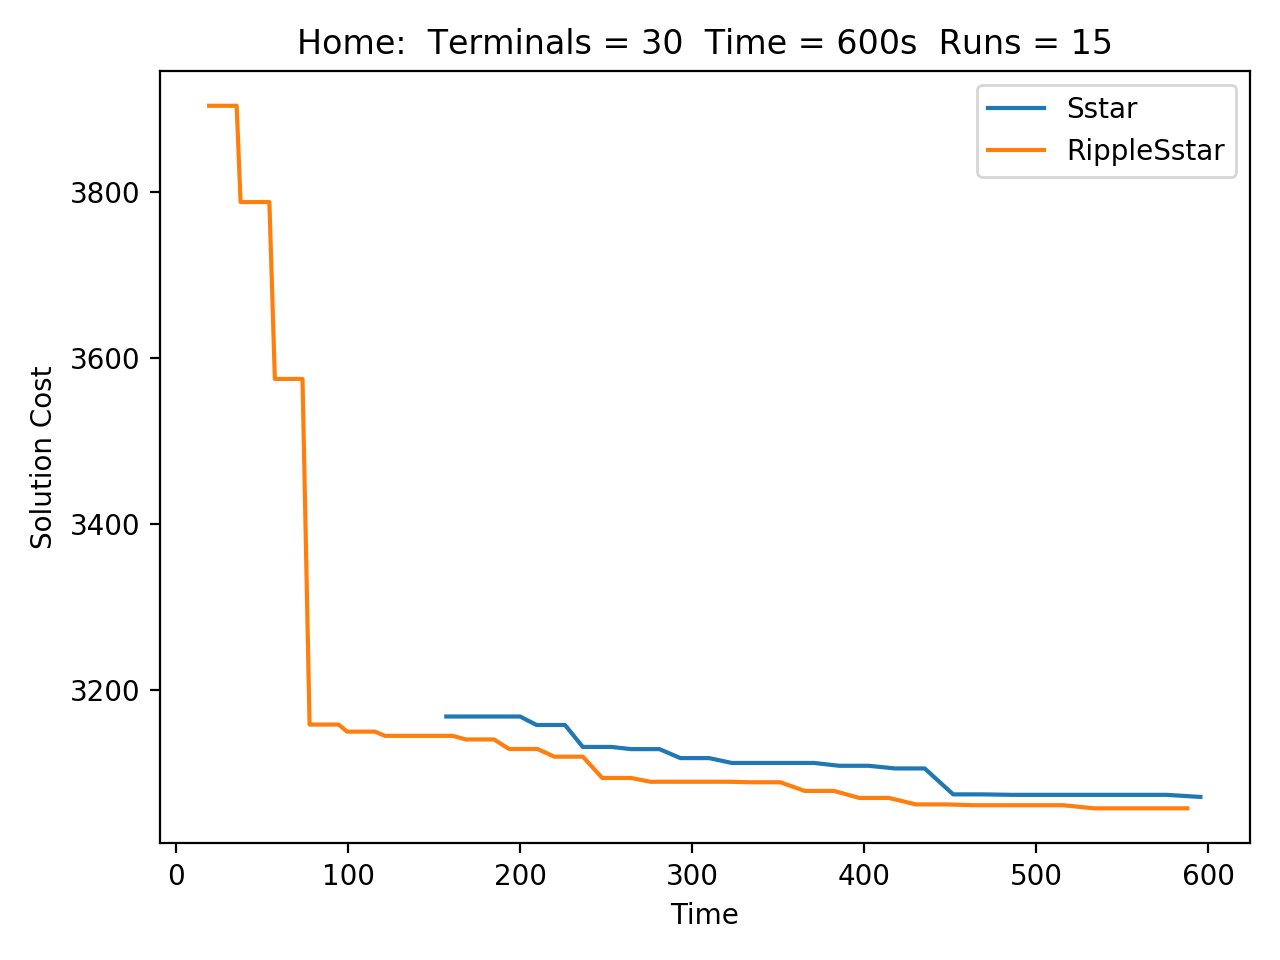 Home:  Terminals = 30  Time = 600s  Runs = 15
Sstar
RippleSstar
Solution Cost
3800
3600
3400
3200
0 100 200 300 400 500 600
Time